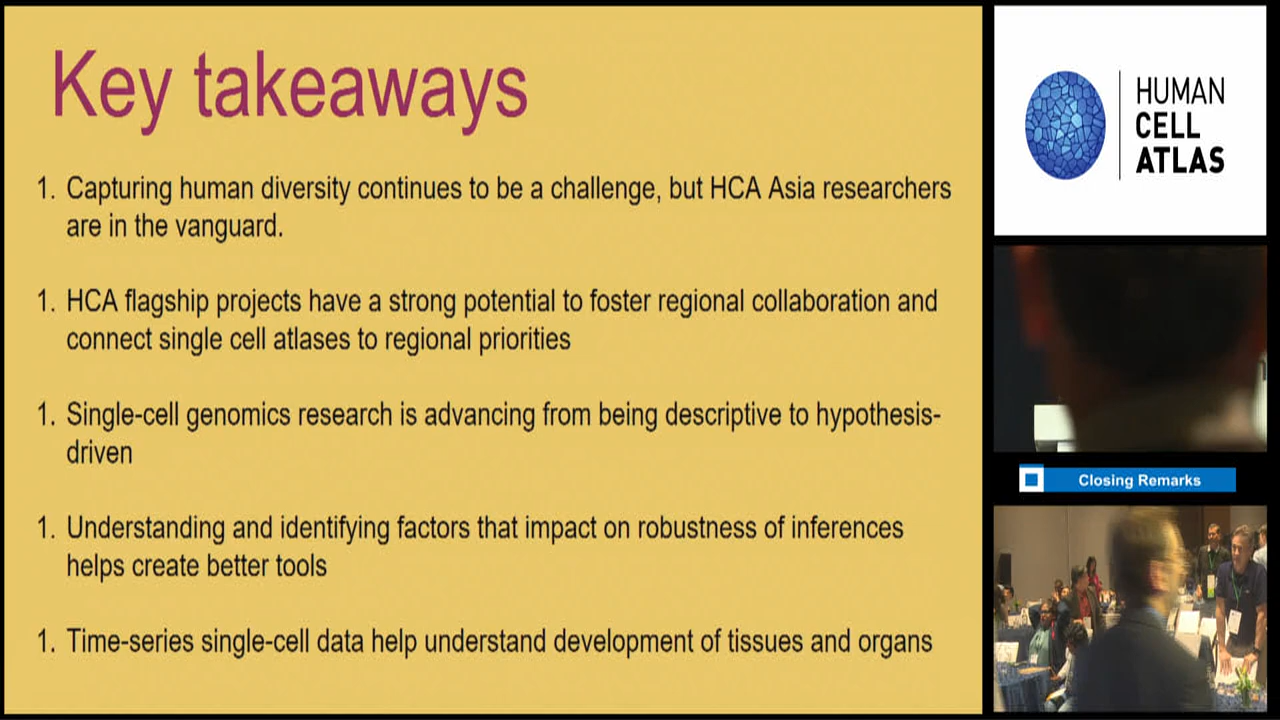 Key takeaways
1. Capturing human diversity continues to be a challenge, but HCA Asia researchers
are in the vanguard.
1. HCA flagship projects have a strong potential to foster regional collaboration and
connect single cell atlases to regional priorities
1. Single-cell genomics research is advancing from being descriptive to hypothesis-
driven
1. Understanding and identifying factors that impact on robustness of inferences
helps create better tools
1. Time-series single-cell data help understand development of tissues and organs
HUMAN
CELL
ATLAS
Closing Remarks